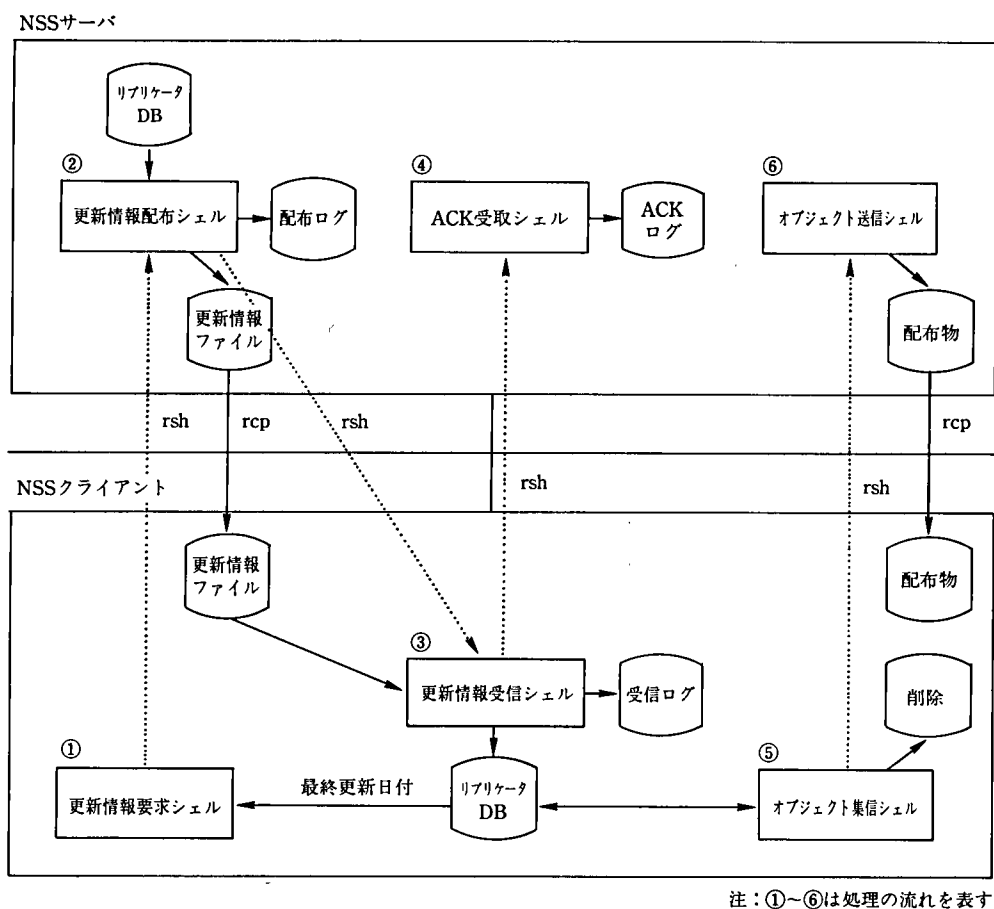 NSSサーバ
リプリケータ
DB
②
更新情報配布シェル
配布ログ
④
ACK受取シェル
ACK
ログ
⑥
オブジェクト送信シェル
更新情報
ファイル
配布物
rsh
rcp
rsh
rcp
NSSクライアント
rsh
rsh
更新情報
ファイル
配布物
③
更新情報受信シェル
受信ログ
削除
①
更新情報要求シェル
最終更新日付
リプリケータ
DB
⑤
オブジェクト集信シェル
注：①～⑥は処理の流れを表す